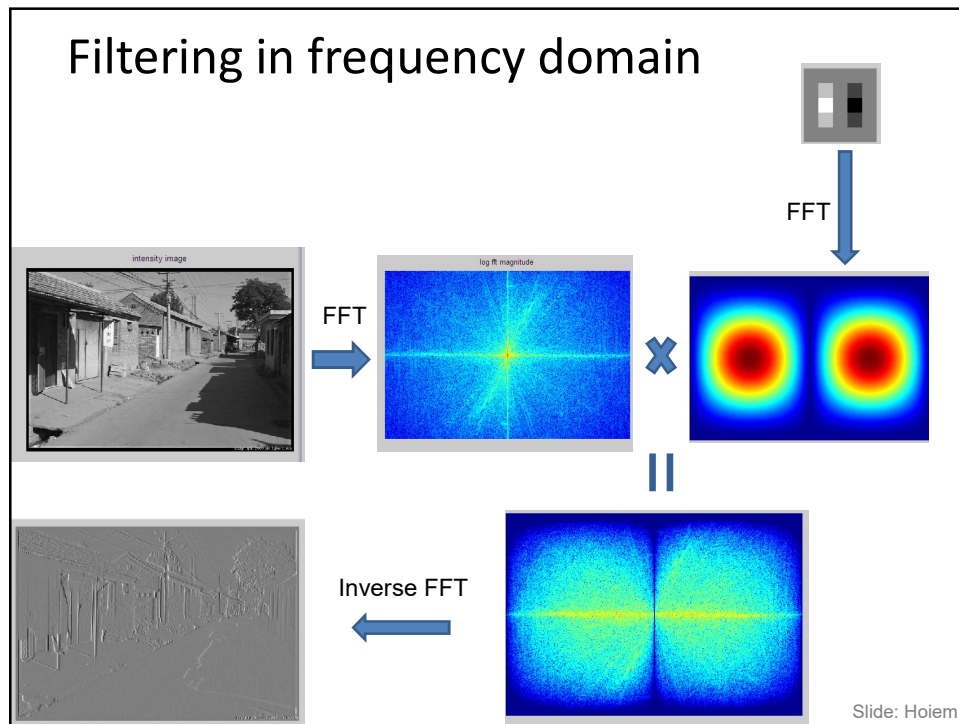 Filtering in frequency domain
FFT
intensity image
log fft magnitude
FFT
Inverse FFT
Slide: Hoiem